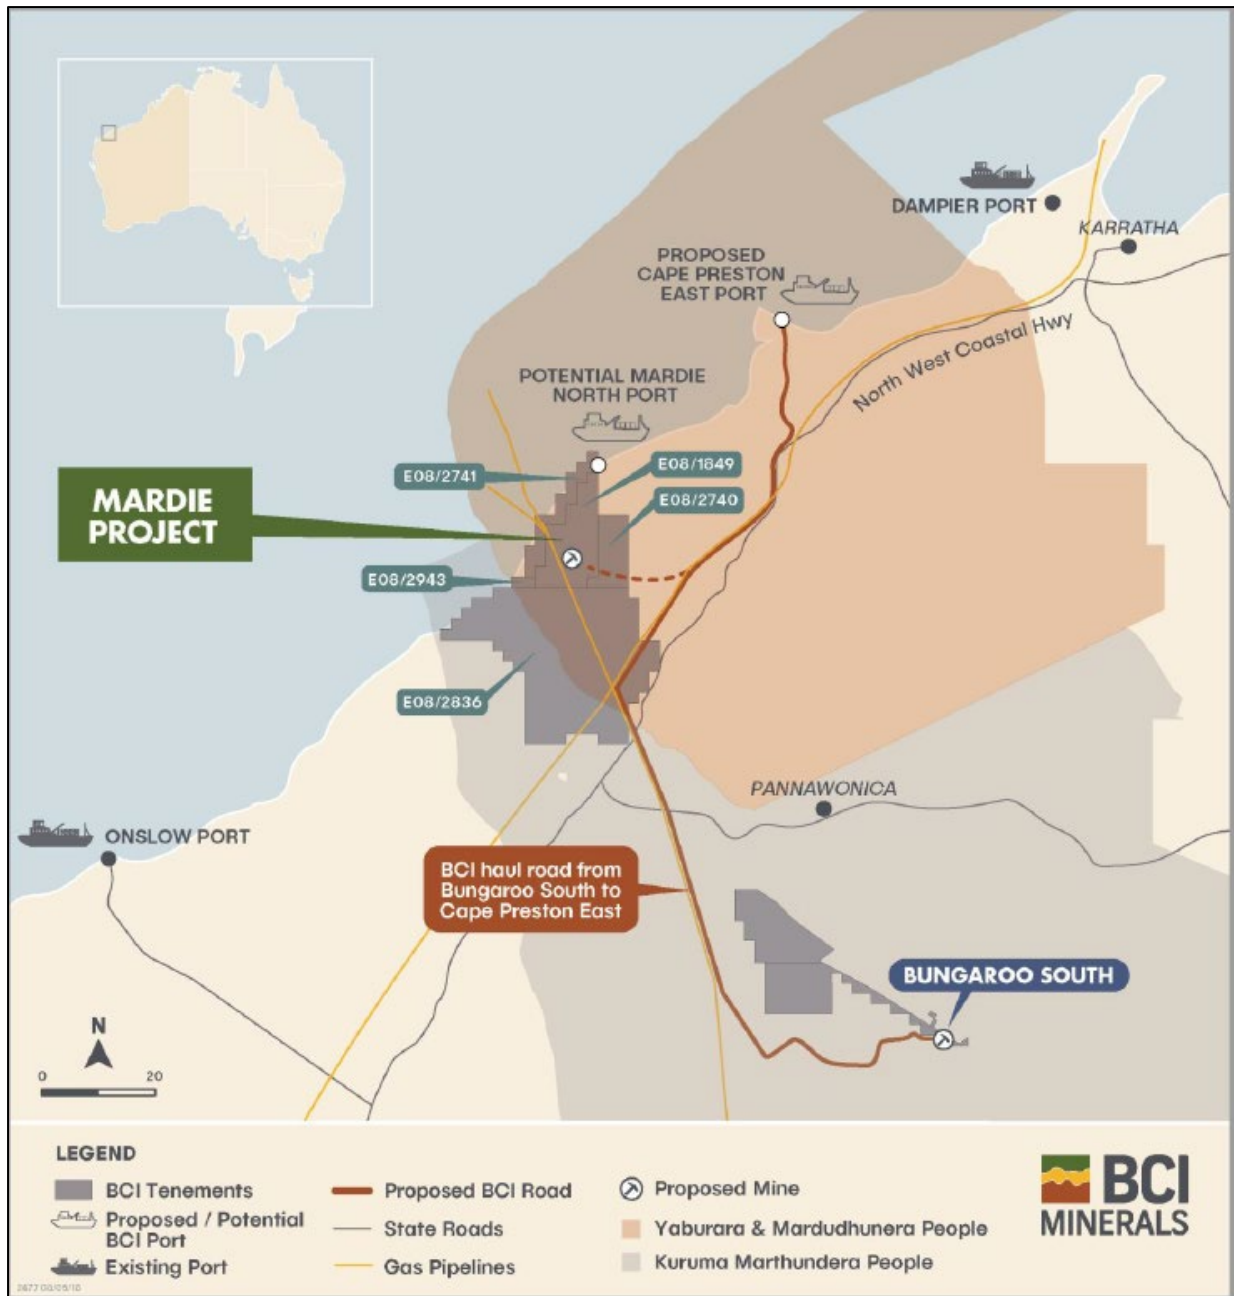 DAMPIER PORT
KARRATHA
PROPOSED
CAPE PRESTON
EAST PORT
North West Coastal Hwy
POTENTIAL MARDIE
NORTH PORT
E08/2741
E08/1849
E08/2740
MARDIE
PROJECT
E08/2943
E08/2836
PANNAWONICA
ONSLOW PORT
BCI haul road from
Bungaroo South to
Cape Preston East
BUNGAROO SOUTH
N
0 20
LEGEND
BCI Tenements
Proposed / Potential
BCI Port
Existing Port
Proposed BCI Road
State Roads
Gas Pipelines
Proposed Mine
Yaburara & Mardudhunera People
Kuruma Marthundera People
BCI
MINERALS